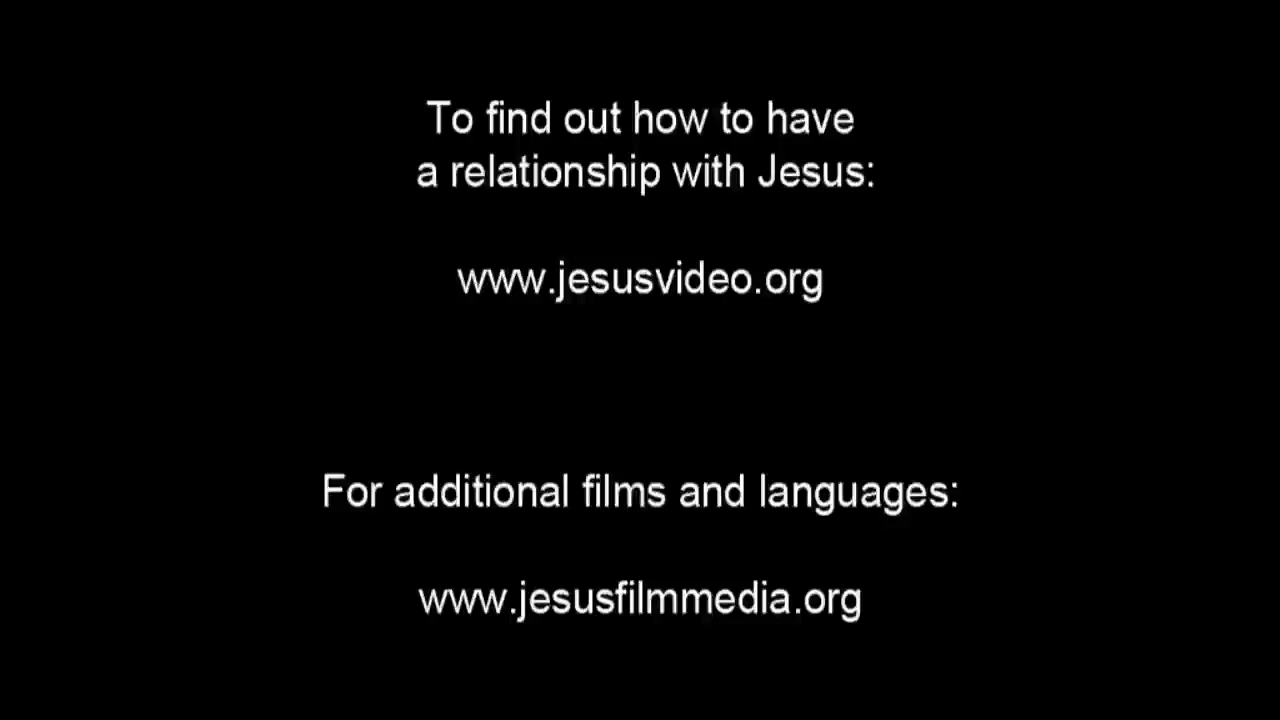 To find out how to have
a relationship with Jesus:
www.jesusvideo.org
For additional films and languages:
www.jesusfilmmedia.org